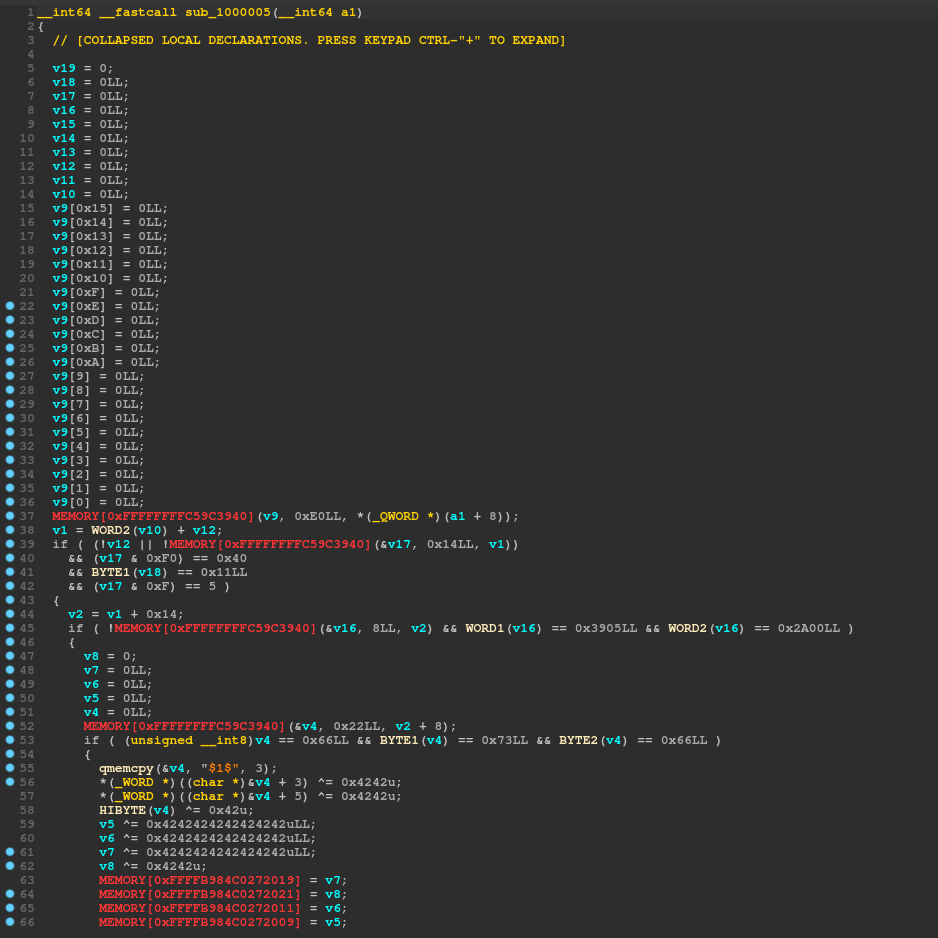 1 __int64 __fastcall sub_1000005(__int64 a1)
2 {
3 // [COLLAPSED LOCAL DECLARATIONS. PRESS KEYPAD CTRL-"+" TO EXPAND]
4
5 v19 = 0;
6 v18 = 0LL;
7 v17 = 0LL;
8 v16 = 0LL;
9 v15 = 0LL;
10 v14 = 0LL;
11 v13 = 0LL;
12 v12 = 0LL;
13 v11 = 0LL;
14 v10 = 0LL;
15 v9[0x15] = 0LL;
16 v9[0x14] = 0LL;
17 v9[0x13] = 0LL;
18 v9[0x12] = 0LL;
19 v9[0x11] = 0LL;
20 v9[0x10] = 0LL;
21 v9[0xF] = 0LL;
22 v9[0xE] = 0LL;
23 v9[0xD] = 0LL;
24 v9[0xC] = 0LL;
25 v9[0xB] = 0LL;
26 v9[0xA] = 0LL;
27 v9[9] = 0LL;
28 v9[8] = 0LL;
29 v9[7] = 0LL;
30 v9[6] = 0LL;
31 v9[5] = 0LL;
32 v9[4] = 0LL;
33 v9[3] = 0LL;
34 v9[2] = 0LL;
35 v9[1] = 0LL;
36 v9[0] = 0LL;
37 MEMORY[0xFFFFFFFFC59C3940](v9, 0xE0LL, *(_QWORD *)(a1 + 8));
38 v1 = WORD2(v10) + v12;
39 if ( (!v12 || !MEMORY[0xFFFFFFFFC59C3940](&v17, 0x14LL, v1))
40 && (v17 & 0xF0) == 0x40
41 && BYTE1(v18) == 0x11LL
42 && (v17 & 0xF) == 5 )
43 {
44 v2 = v1 + 0x14;
45 if ( !MEMORY[0xFFFFFFFFC59C3940](&v16, 8LL, v2) && WORD1(v16) == 0x3905LL && WORD2(v16) == 0x2A00LL )
46 {
47 v8 = 0;
48 v7 = 0LL;
49 v6 = 0LL;
50 v5 = 0LL;
51 v4 = 0LL;
52 MEMORY[0xFFFFFFFFC59C3940](&v4, 0x22LL, v2 + 8);
53 if ( (unsigned __int8)v4 == 0x66LL && BYTE1(v4) == 0x73LL && BYTE2(v4) == 0x66LL )
54 {
55 qmemcpy(&v4, "$1$", 3);
56 *(_WORD *)((char *)&v4 + 3) ^= 0x4242u;
57 *(_WORD *)((char *)&v4 + 5) ^= 0x4242u;
58 HIBYTE(v4) ^= 0x42u;
59 v5 ^= 0x4242424242424242uLL;
60 v6 ^= 0x4242424242424242uLL;
61 v7 ^= 0x4242424242424242uLL;
62 v8 ^= 0x4242u;
63 MEMORY[0xFFFFB984C0272019] = v7;
64 MEMORY[0xFFFFB984C0272021] = v8;
65 MEMORY[0xFFFFB984C0272011] = v6;
66 MEMORY[0xFFFFB984C0272009] = v5;